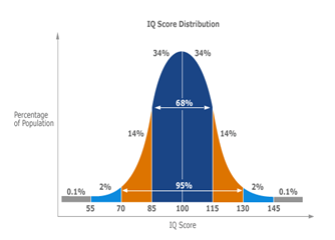 IQ Score Distribution
34% 34%
68%
Percentage
of Population
14% 14%
95%
0.1% 2% 2% 0.1%
55 70 85 100 115 130 145
IQ Score